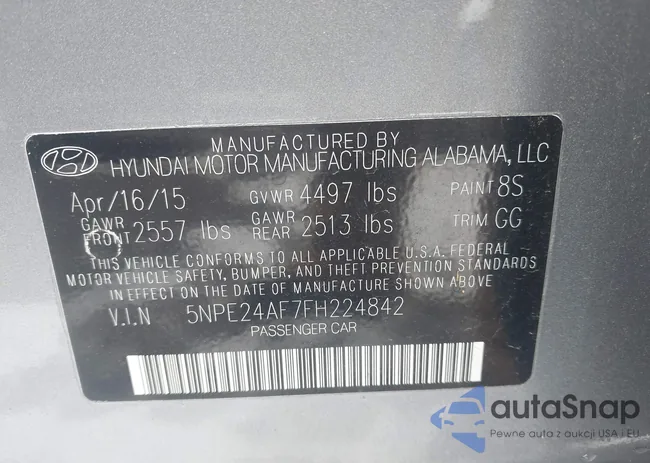 MANUFACTURED BY
HYUNDAI MOTOR MANUFACTURING ALABAMA, LLC
Apr/16/15 GVWR 4497 lbs PAINT 8S
GAWR FRONT 2557 lbs GAWR REAR 2513 lbs TRIM GG
THIS VEHICLE CONFORMS TO ALL APPLICABLE U.S.A. FEDERAL
MOTOR VEHICLE SAFETY, BUMPER, AND THEFT PREVENTION STANDARDS
IN EFFECT ON THE DATE OF MANUFACTURE SHOWN ABOVE.
V.I.N 5NPE24AF7FH224842
PASSENGER CAR
autaSnap
Pewne auta z aukcji USA i EU